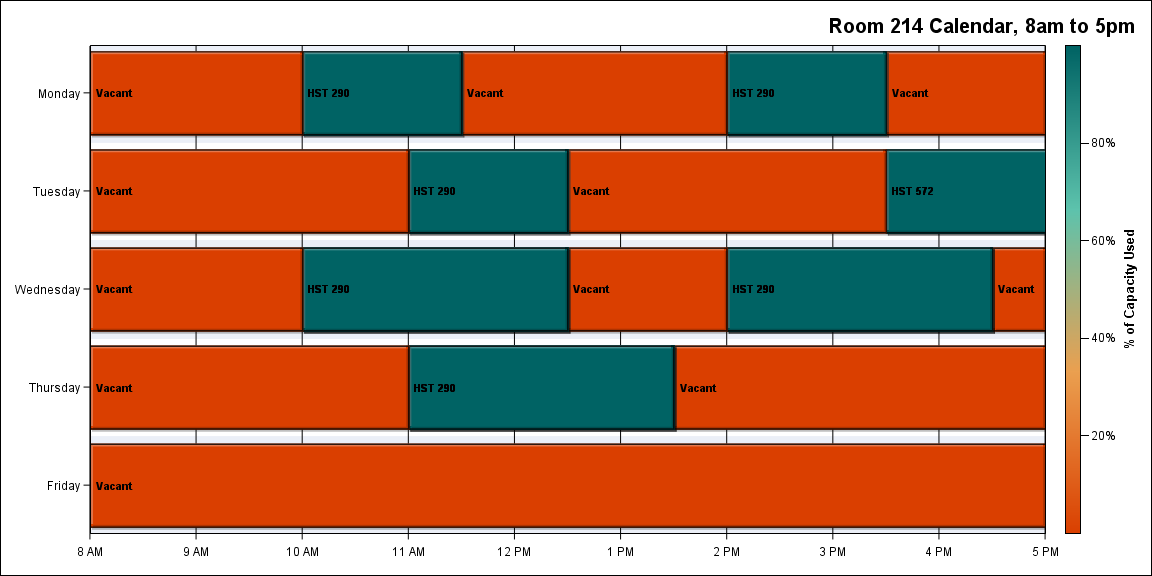 Room 214 Calendar, 8am to 5pm
Monday
Vacant
HST 290
Vacant
HST 290
Vacant
Tuesday
Vacant
HST 290
Vacant
HST 572
Wednesday
Vacant
HST 290
Vacant
HST 290
Vacant
Thursday
Vacant
HST 290
Vacant
Friday
Vacant
8 AM
9 AM
10 AM
11 AM
12 PM
1 PM
2 PM
3 PM
4 PM
5 PM
80%
60%
40%
20%
% of Capacity Used